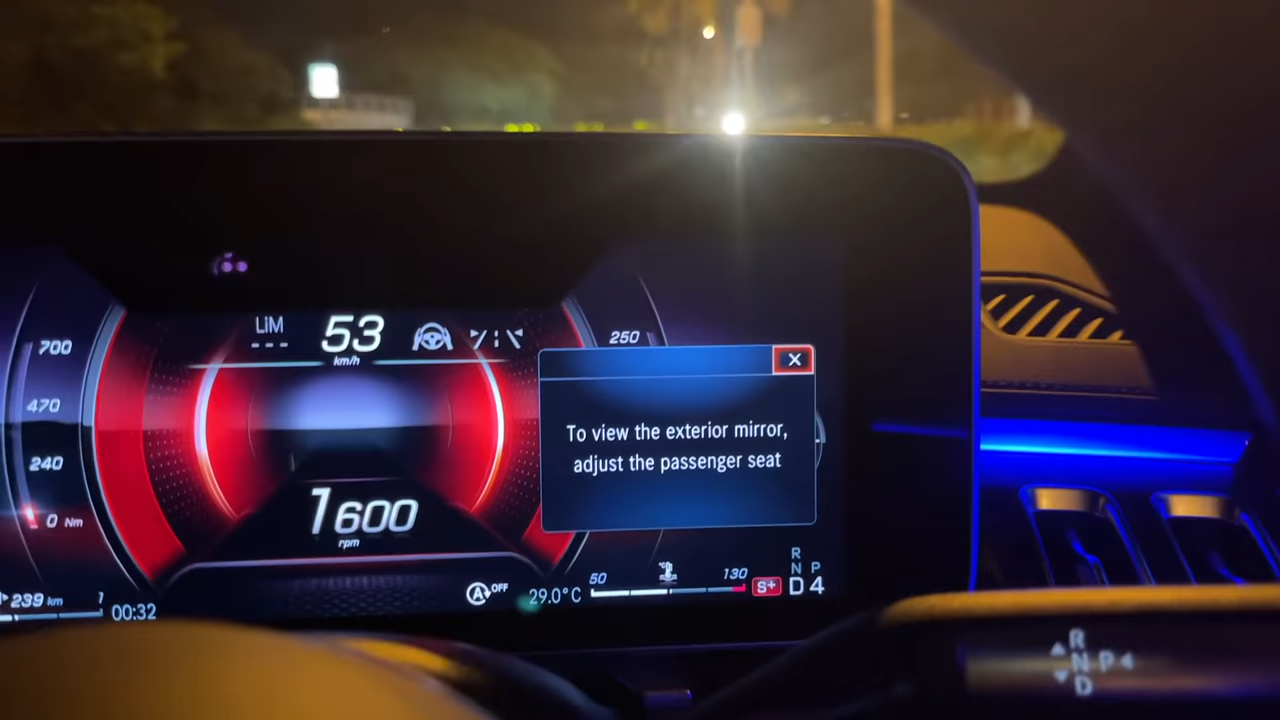 LiM
---
53
km/h
700
470
240
0 Nm
250
X
To view the exterior mirror,
adjust the passenger seat
1600
rpm
A OFF
29.0°C
50
°C
130
S+
R
N P
D 4
239 km
1
00:32
R
N P
D